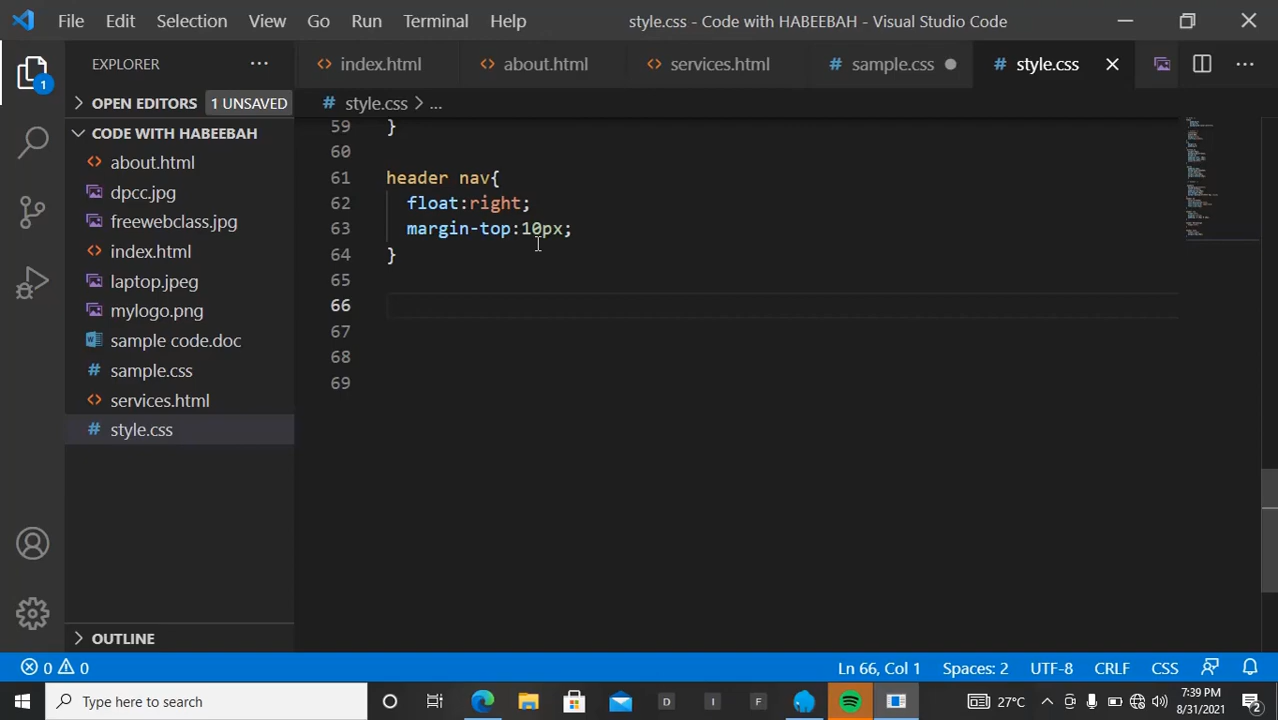 File Edit Selection View Go Run Terminal Help style.css - Code with HABEEBAH - Visual Studio Code
EXPLORER
index.html about.html services.html sample.css style.css
OPEN EDITORS 1 UNSAVED
style.css > ...
CODE WITH HABEEBAH
about.html
dpcc.jpg
freewebclass.jpg
index.html
laptop.jpeg
mylogo.png
sample code.doc
sample.css
services.html
style.css
OUTLINE
59 }
60
61 header nav{
62 float:right;
63 margin-top:10px;
64 }
65
66
67
68
69
1
0 0 Ln 66, Col 1 Spaces: 2 UTF-8 CRLF CSS
Type here to search D I F 27°C 7:39 PM
8/31/2021 2